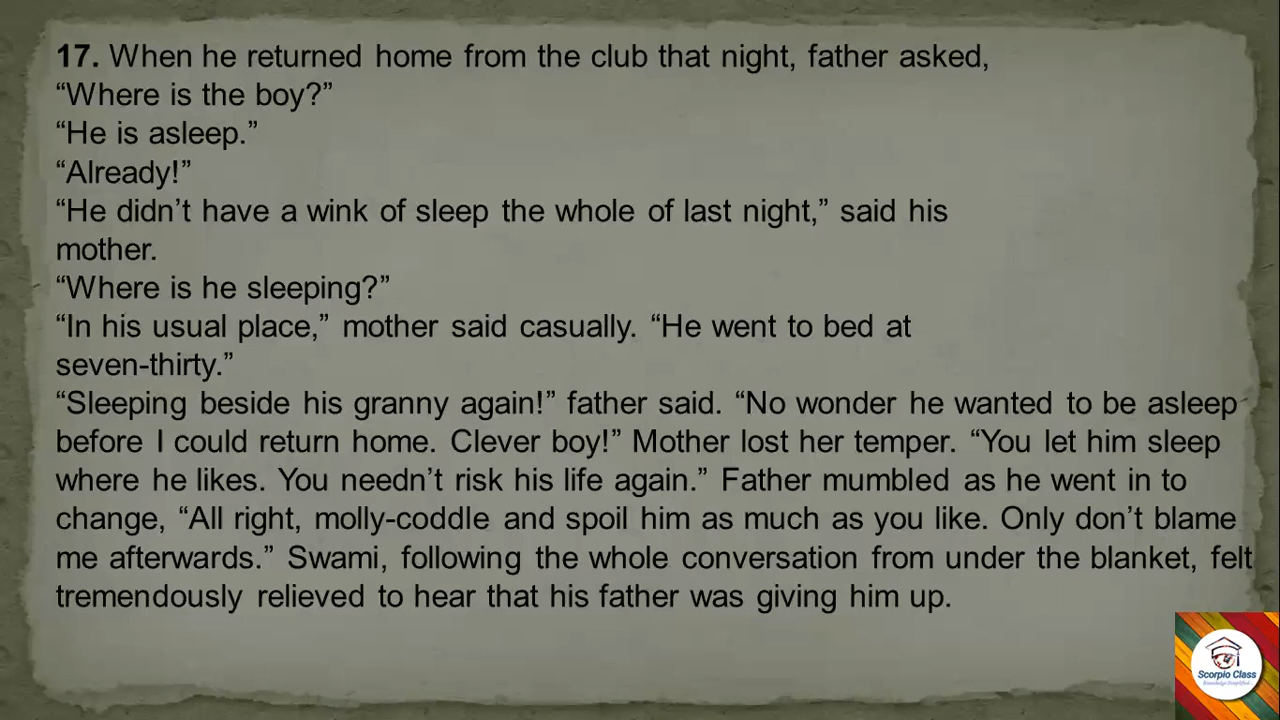 17. When he returned home from the club that night, father asked,
“Where is the boy?”
“He is asleep.”
“Already!”
“He didn’t have a wink of sleep the whole of last night,” said his
mother.
“Where is he sleeping?”
“In his usual place,” mother said casually. “He went to bed at
seven-thirty.”
“Sleeping beside his granny again!” father said. “No wonder he wanted to be asleep
before I could return home. Clever boy!” Mother lost her temper. “You let him sleep
where he likes. You needn’t risk his life again.” Father mumbled as he went in to
change, “All right, molly-coddle and spoil him as much as you like. Only don’t blame
me afterwards.” Swami, following the whole conversation from under the blanket, felt
tremendously relieved to hear that his father was giving him up.
Scorpio Class
Knowledge Simplified